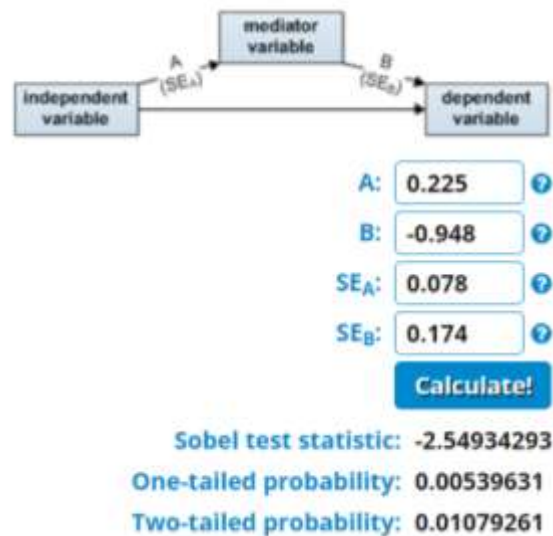 mediator
variable
A
(SEA)
B
(SEB)
independent
variable
dependent
variable
A: 0.225
B: -0.948
SEA: 0.078
SEB: 0.174
Calculate!
Sobel test statistic: -2.54934293
One-tailed probability: 0.00539631
Two-tailed probability: 0.01079261